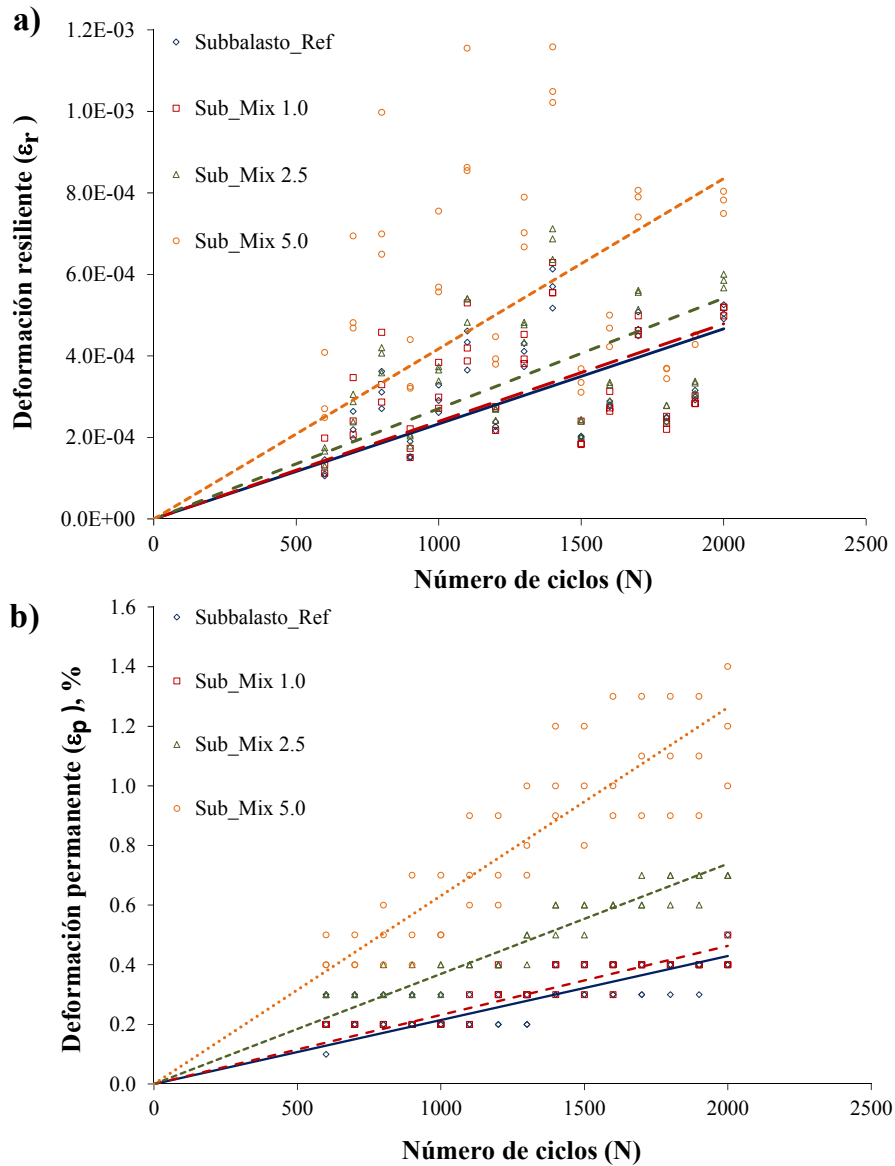 a)
1.2E-03
1.0E-03
8.0E-04
6.0E-04
4.0E-04
2.0E-04
0.0E+00
Deformación resiliente (εr)
Subbalasto_Ref
Sub_Mix 1.0
Sub_Mix 2.5
Sub_Mix 5.0
0 500 1000 1500 2000 2500
Número de ciclos (N)
b)
1.6
1.4
1.2
1.0
0.8
0.6
0.4
0.2
0.0
Deformación permanente (εp), %
Subbalasto_Ref
Sub_Mix 1.0
Sub_Mix 2.5
Sub_Mix 5.0
0 500 1000 1500 2000 2500
Número de ciclos (N)